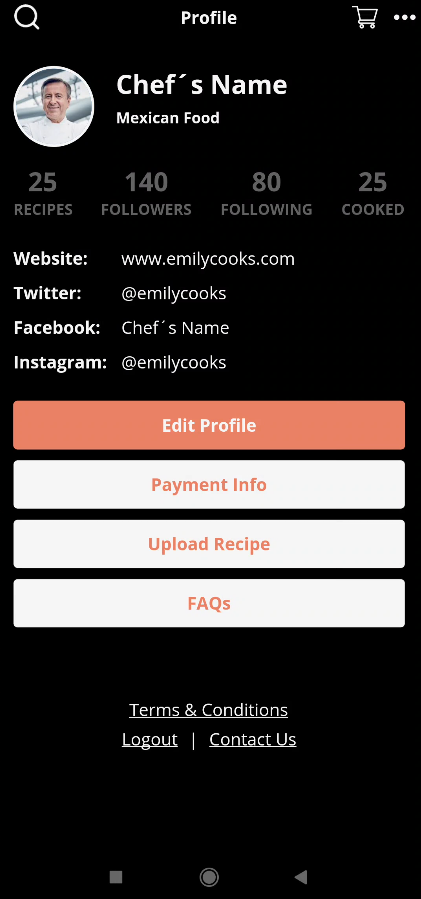 Profile
Chef´s Name
Mexican Food
25 140 80 25
RECIPES FOLLOWERS FOLLOWING COOKED
Website: www.emilycooks.com
Twitter: @emilycooks
Facebook: Chef´s Name
Instagram: @emilycooks
Edit Profile
Payment Info
Upload Recipe
FAQs
Terms & Conditions
Logout | Contact Us